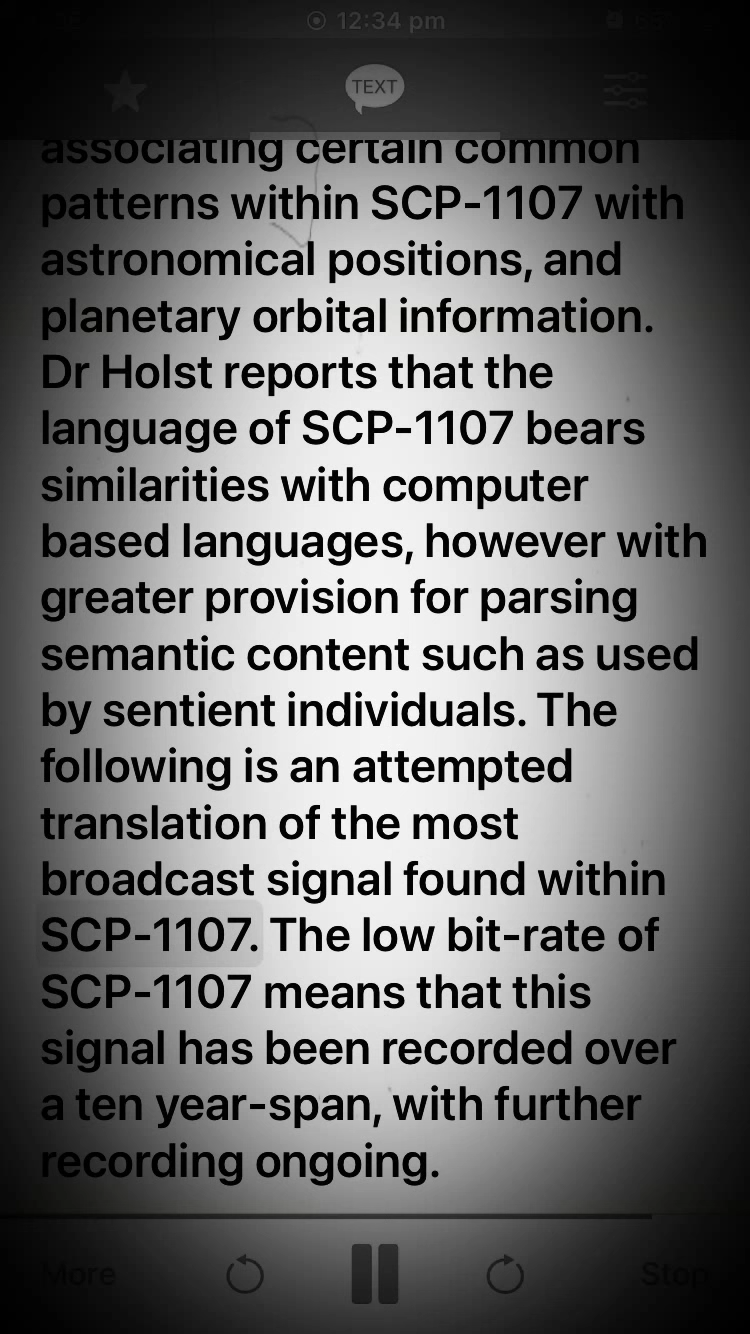 12:34 pm
TEXT
associating certain common
patterns within SCP-1107 with
astronomical positions, and
planetary orbital information.
Dr Holst reports that the
language of SCP-1107 bears
similarities with computer
based languages, however with
greater provision for parsing
semantic content such as used
by sentient individuals. The
following is an attempted
translation of the most
broadcast signal found within
SCP-1107. The low bit-rate of
SCP-1107 means that this
signal has been recorded over
a ten year-span, with further
recording ongoing.
More Stop